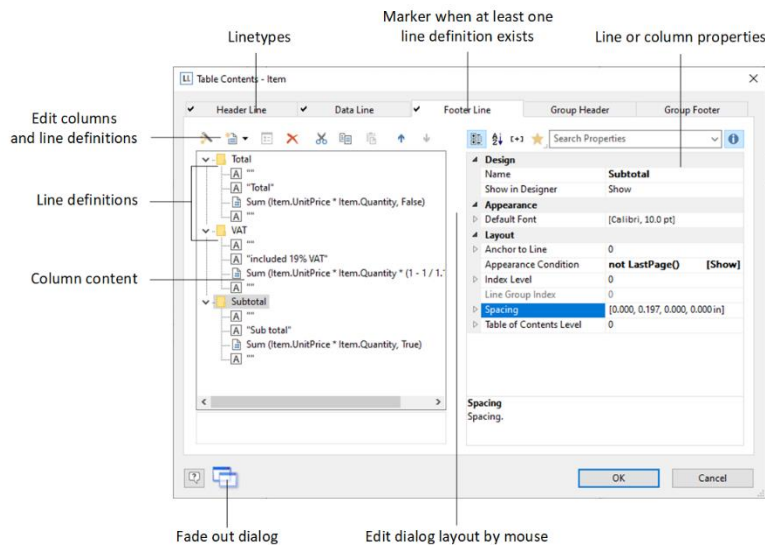 Marker when at least one
line definition exists
Linetypes
Line or column properties
LL Table Contents - Item
Header Line
Data Line
Footer Line
Group Header
Group Footer
Edit columns
and line definitions
Search Properties
Total
""
"Total"
Sum (Item.UnitPrice * Item.Quantity, False)
""
VAT
""
"included 19% VAT"
Sum (Item.UnitPrice * Item.Quantity * (1 - 1 / 1.
""
Subtotal
""
"Sub total"
Sum (Item.UnitPrice * Item.Quantity, True)
""
Line definitions
Column content
Design
Name Subtotal
Show in Designer Show
Appearance
Default Font [Calibri, 10.0 pt]
Layout
Anchor to Line 0
Appearance Condition not LastPage() [Show]
Index Level 0
Line Group Index 0
Spacing [0.000, 0.197, 0.000, 0.000 in]
Table of Contents Level 0
Spacing
Spacing.
OK
Cancel
Fade out dialog
Edit dialog layout by mouse